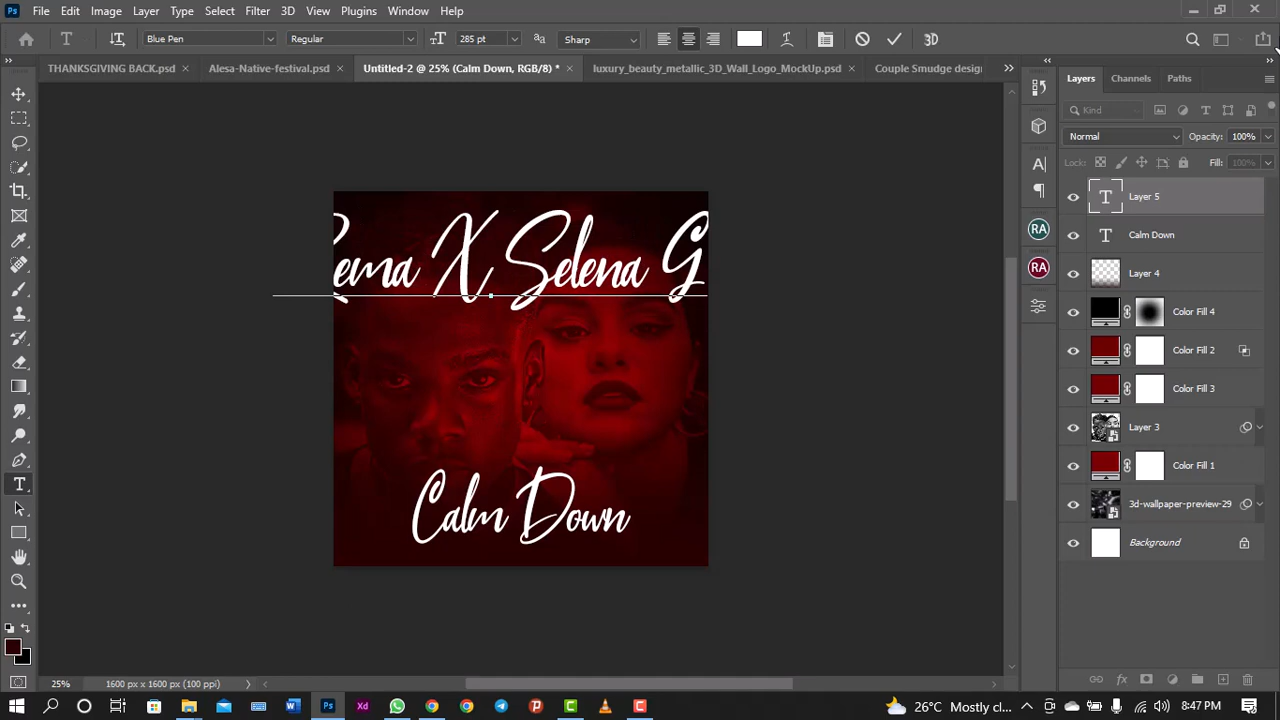 Ps File Edit Image Layer Type Select Filter 3D View Plugins Window Help
T Blue Pen Regular 285 pt Sharp 3D
THANKSGIVING BACK.psd Alesa-Native-festival.psd Untitled-2 @ 25% (Calm Down, RGB/8) * luxury_beauty_metallic_3D_Wall_Logo_MockUp.psd Couple Smudge desig
Layers Channels Paths
Kind
Normal Opacity: 100%
Lock: Fill: 100%
Layer 5
Calm Down
Layer 4
Color Fill 4
Color Fill 2
Color Fill 3
Layer 3
Color Fill 1
3d-wallpaper-preview-29
Background
RA
RA
ema X Selena G
Calm Down
25% 1600 px x 1600 px (100 ppi)
26°C Mostly cl... 8:47 PM